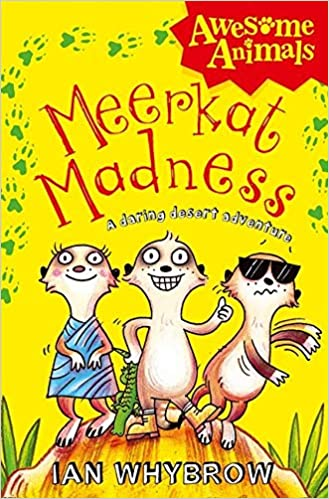 Awesome
Animals
Meerkat
Madness
A daring desert adventure
IAN WHYBROW